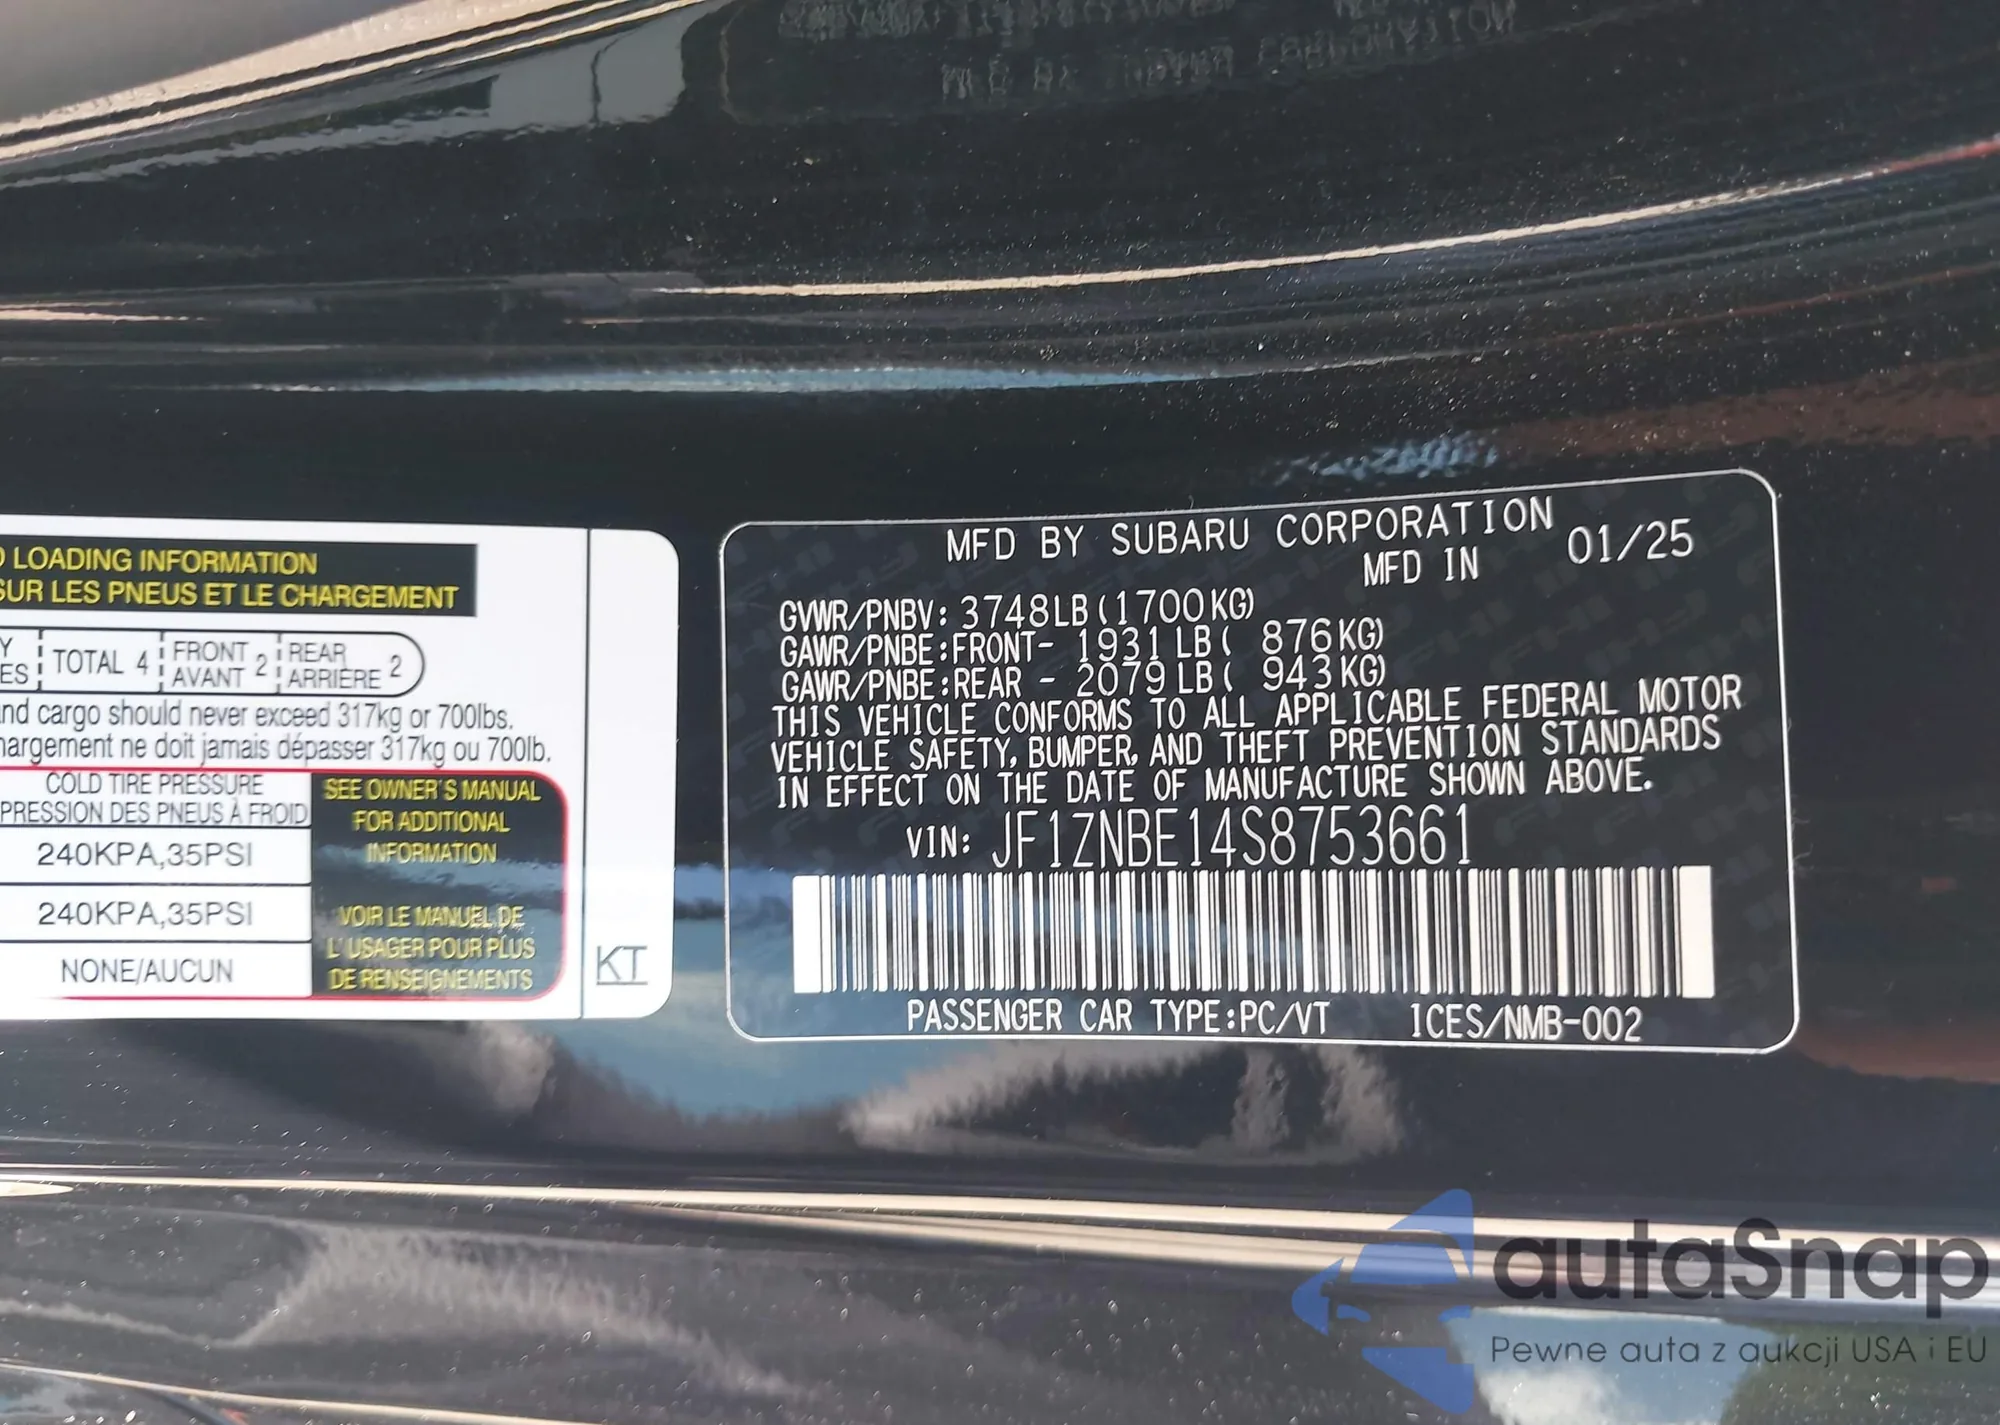 LOADING INFORMATION
SUR LES PNEUS ET LE CHARGEMENT
TOTAL 4 FRONT AVANT 2 REAR ARRIÈRE 2
cargo should never exceed 317kg or 700lbs.
ne doit jamais dépasser 317kg ou 700lb.
COLD TIRE PRESSURE
PRESSION DES PNEUS À FROID
240KPA,35PSI
240KPA,35PSI
NONE/AUCUN
SEE OWNER'S MANUAL
FOR ADDITIONAL
INFORMATION
VOIR LE MANUEL DE
L'USAGER POUR PLUS
DE RENSEIGNEMENTS
KT
MFD BY SUBARU CORPORATION
MFD IN 01/25
GVWR/PNBV: 3748LB(1700KG)
GAWR/PNBE:FRONT- 1931LB( 876KG)
GAWR/PNBE:REAR - 2079LB( 943KG)
THIS VEHICLE CONFORMS TO ALL APPLICABLE FEDERAL MOTOR
VEHICLE SAFETY, BUMPER, AND THEFT PREVENTION STANDARDS
IN EFFECT ON THE DATE OF MANUFACTURE SHOWN ABOVE.
VIN: JF1ZNBE14S8753661
PASSENGER CAR TYPE:PC/VT ICES/NMB-002
autaSnap
Pewne auta z aukcji USA i EU